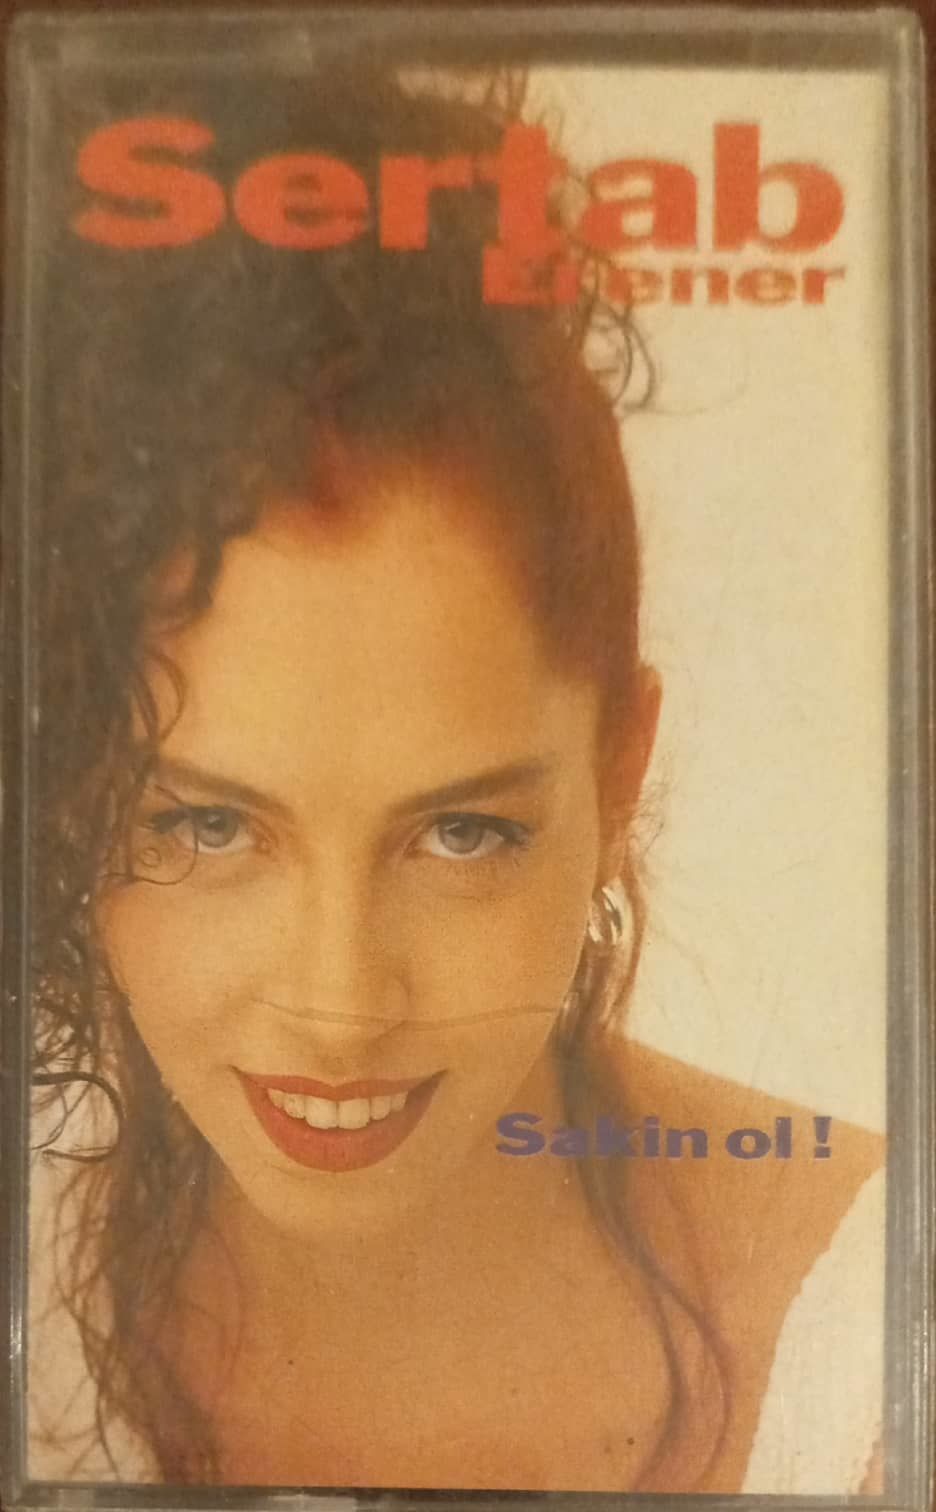 Sertab
Erener
Sakin ol !